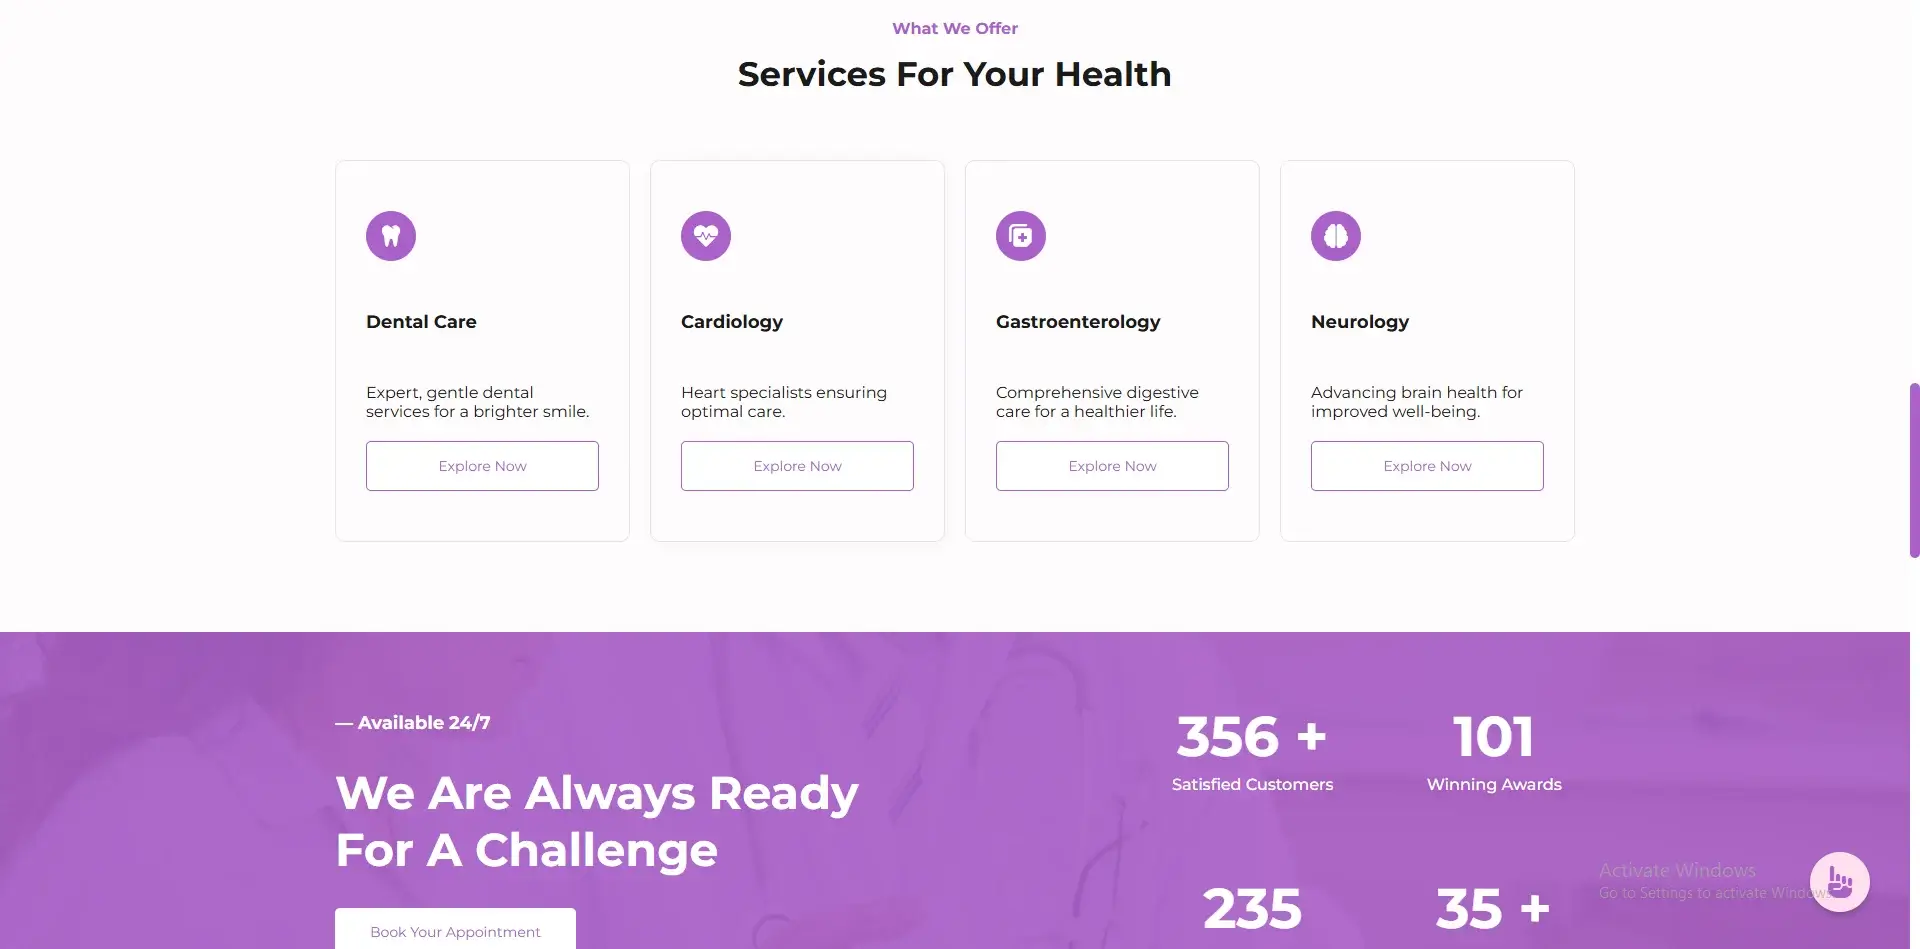 What We Offer
Services For Your Health
Dental Care
Expert, gentle dental
services for a brighter smile.
Explore Now
Cardiology
Heart specialists ensuring
optimal care.
Explore Now
Gastroenterology
Comprehensive digestive
care for a healthier life.
Explore Now
Neurology
Advancing brain health for
improved well-being.
Explore Now
— Available 24/7
We Are Always Ready
For A Challenge
Book Your Appointment
356 +
Satisfied Customers
101
Winning Awards
235
35 +
Activate Windows
Go to Settings to activate Windows